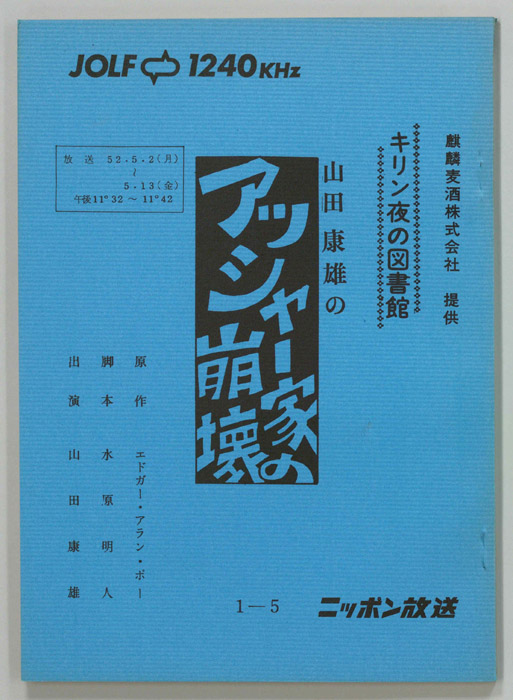 JOLF 1240KHz
麒麟麦酒株式会社 提供
キリン夜の図書館
山田康雄の
アッシャー家の
崩壊
放送 52.5.2(月)
~
5.13(金)
午後11°32 ~ 11°42
原作 エドガー・アラン・ポー
脚本 水原明人
出演 山田康雄
1—5
ニッポン放送